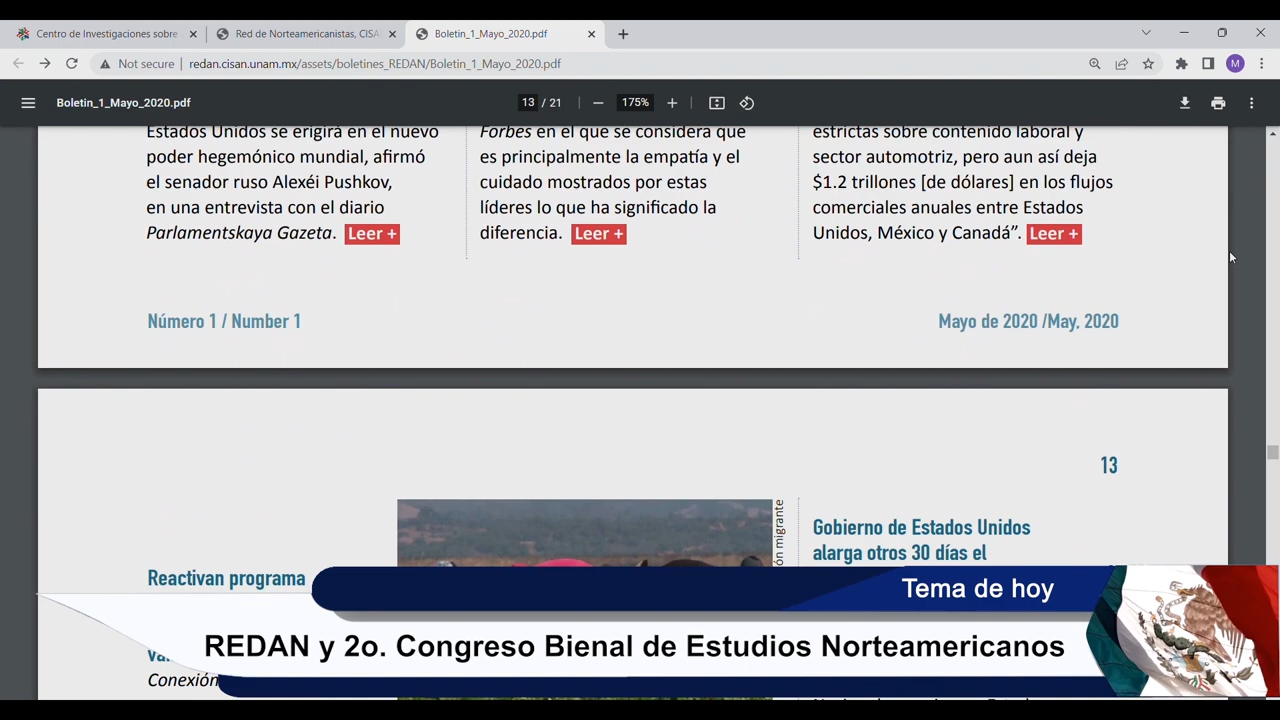 Centro de Investigaciones sobre
Red de Norteamericanistas, CISA
Boletin_1_Mayo_2020.pdf
Not secure
redan.cisan.unam.mx/assets/boletines_REDAN/Boletin_1_Mayo_2020.pdf
M
Boletin_1_Mayo_2020.pdf
13 / 21
175%
Estados Unidos se erigirá en el nuevo
poder hegemónico mundial, afirmó
el senador ruso Alexéi Pushkov,
en una entrevista con el diario
Parlamentskaya Gazeta. Leer +
Forbes en el que se considera que
es principalmente la empatía y el
cuidado mostrados por estas
líderes lo que ha significado la
diferencia. Leer +
estrictas sobre contenido laboral y
sector automotriz, pero aun así deja
$1.2 trillones [de dólares] en los flujos
comerciales anuales entre Estados
Unidos, México y Canadá”. Leer +
Número 1 / Number 1
Mayo de 2020 /May, 2020
13
Reactivan programa
Conexión
ón migrante
Gobierno de Estados Unidos
alarga otros 30 días el
Tema de hoy
REDAN y 2o. Congreso Bienal de Estudios Norteamericanos